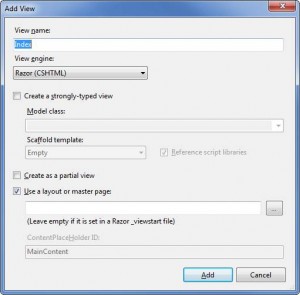 Add View
View name:
Index
View engine:
Razor (CSHTML)
Create a strongly-typed view
Model class:
Scaffold template:
Empty
Reference script libraries
Create as a partial view
Use a layout or master page:
...
(Leave empty if it is set in a Razor _viewstart file)
ContentPlaceHolder ID:
MainContent
Add
Cancel